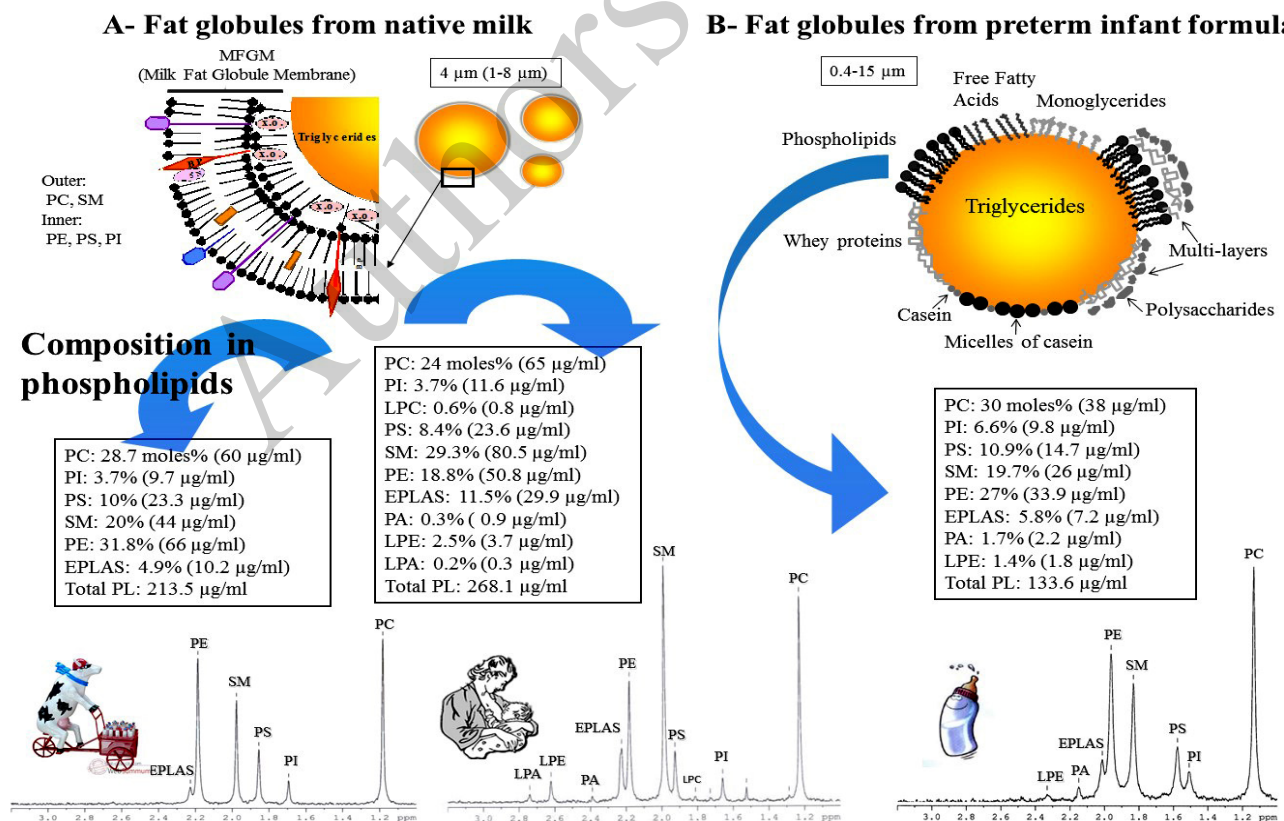 A- Fat globules from native milk
MFGM
(Milk Fat Globule Membrane)
4 µm (1-8 µm)
Triglycerides
x.o.
x.o.
x.o.
x.o.
Outer:
PC, SM
Inner:
PE, PS, PI
B- Fat globules from preterm infant formula
0.4-15 µm
Free Fatty
Acids
Monoglycerides
Phospholipids
Triglycerides
Whey proteins
Multi-layers
Casein
Polysaccharides
Micelles of casein
Authors
Composition in
phospholipids
PC: 28.7 moles% (60 µg/ml)
PI: 3.7% (9.7 µg/ml)
PS: 10% (23.3 µg/ml)
SM: 20% (44 µg/ml)
PE: 31.8% (66 µg/ml)
EPLAS: 4.9% (10.2 µg/ml)
Total PL: 213.5 µg/ml
PC: 24 moles% (65 µg/ml)
PI: 3.7% (11.6 µg/ml)
LPC: 0.6% (0.8 µg/ml)
PS: 8.4% (23.6 µg/ml)
SM: 29.3% (80.5 µg/ml)
PE: 18.8% (50.8 µg/ml)
EPLAS: 11.5% (29.9 µg/ml)
PA: 0.3% ( 0.9 µg/ml)
LPE: 2.5% (3.7 µg/ml)
LPA: 0.2% (0.3 µg/ml)
Total PL: 268.1 µg/ml
PC: 30 moles% (38 µg/ml)
PI: 6.6% (9.8 µg/ml)
PS: 10.9% (14.7 µg/ml)
SM: 19.7% (26 µg/ml)
PE: 27% (33.9 µg/ml)
EPLAS: 5.8% (7.2 µg/ml)
PA: 1.7% (2.2 µg/ml)
LPE: 1.4% (1.8 µg/ml)
Total PL: 133.6 µg/ml
EPLAS
PE
SM
PS
PI
PC
3.0 2.8 2.6 2.4 2.2 2.0 1.8 1.6 1.4 1.2 ppm
LPA
LPE
PA
EPLAS
PE
SM
PS
LPC
PI
PC
3.0 2.8 2.6 2.4 2.2 2.0 1.8 1.6 1.4 1.2 ppm
LPE
PA
EPLAS
PE
SM
PS
PI
PC
3.0 2.8 2.6 2.4 2.2 2.0 1.8 1.6 1.4 1.2 ppm